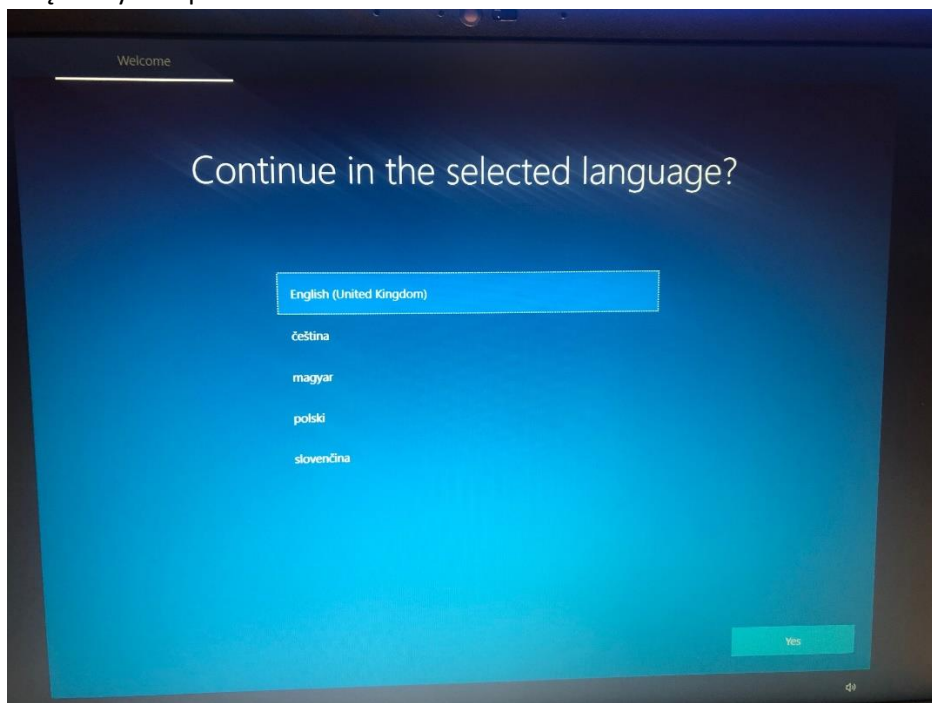 Welcome
Continue in the selected language?
English (United Kingdom)
čeština
magyar
polski
slovenčina
Yes